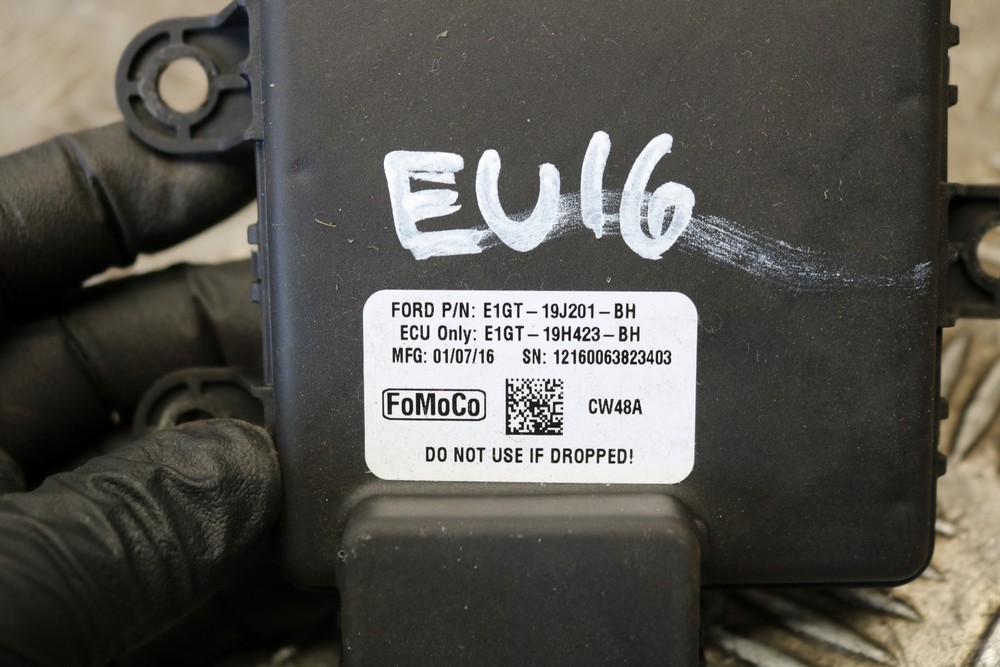 EU16
FORD P/N: E1GT-19J201-BH
ECU Only: E1GT-19H423-BH
MFG: 01/07/16 SN: 12160063823403
FoMoCo CW48A
DO NOT USE IF DROPPED!